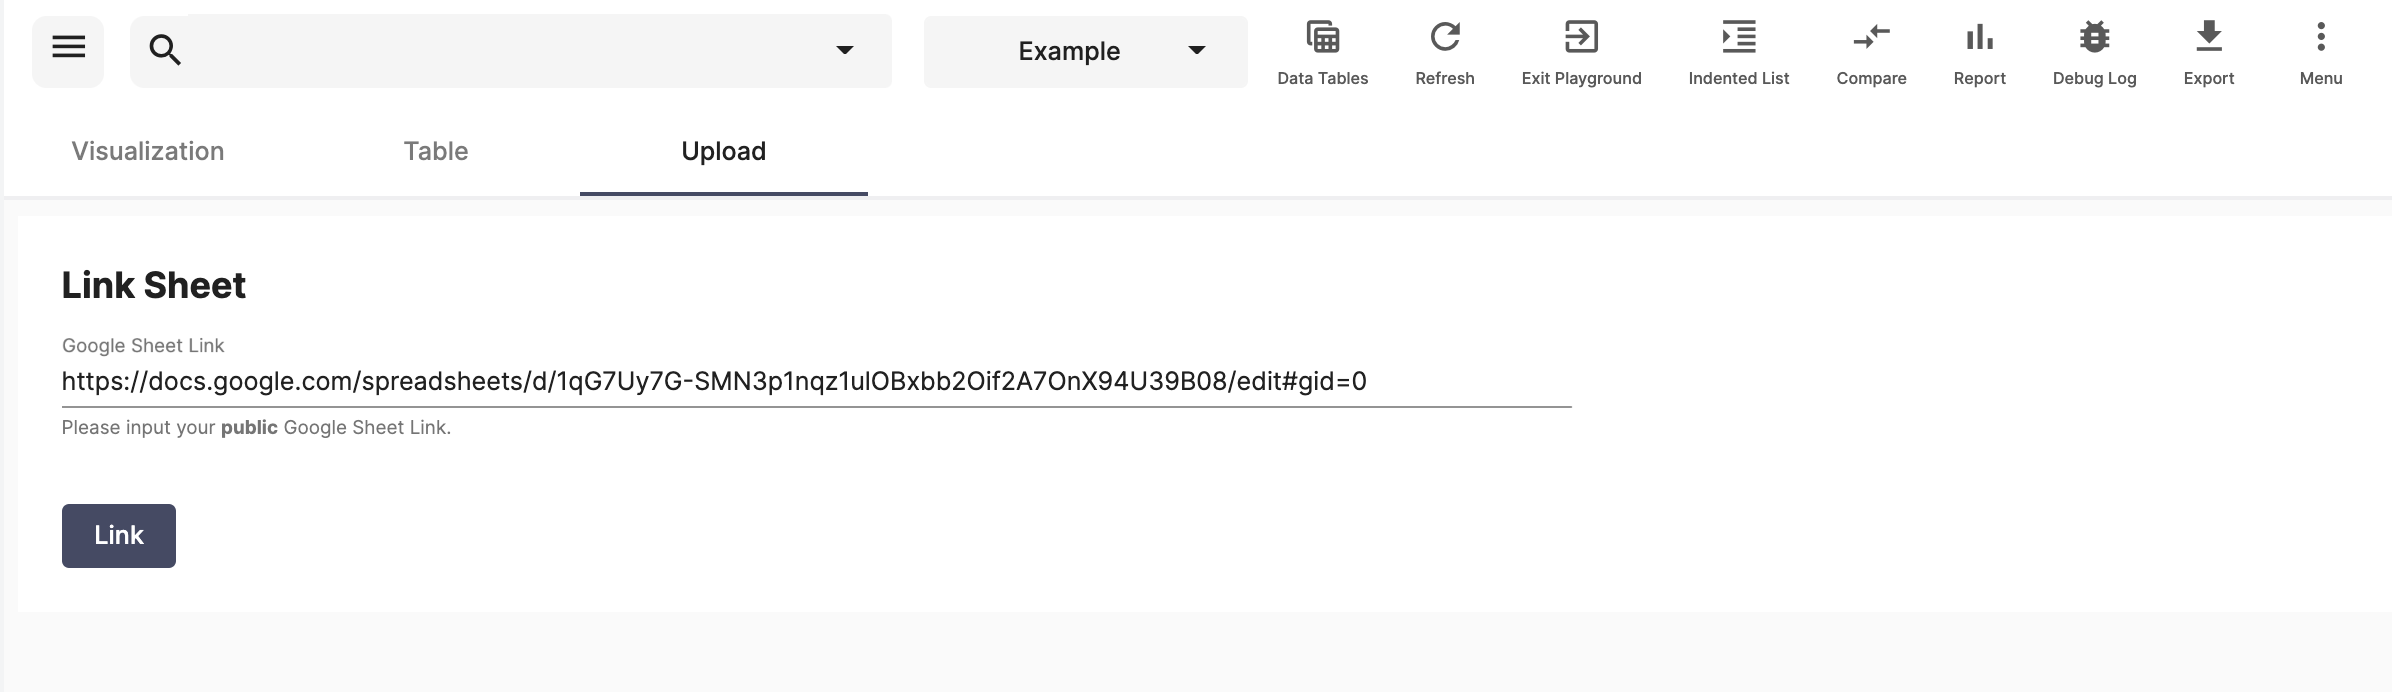 Example
Data Tables
Refresh
Exit Playground
Indented List
Compare
Report
Debug Log
Export
Menu
Visualization
Table
Upload
Link Sheet
Google Sheet Link
https://docs.google.com/spreadsheets/d/1qG7Uy7G-SMN3p1nqz1ulOBxbb2Oif2A7OnX94U39B08/edit#gid=0
Please input your public Google Sheet Link.
Link